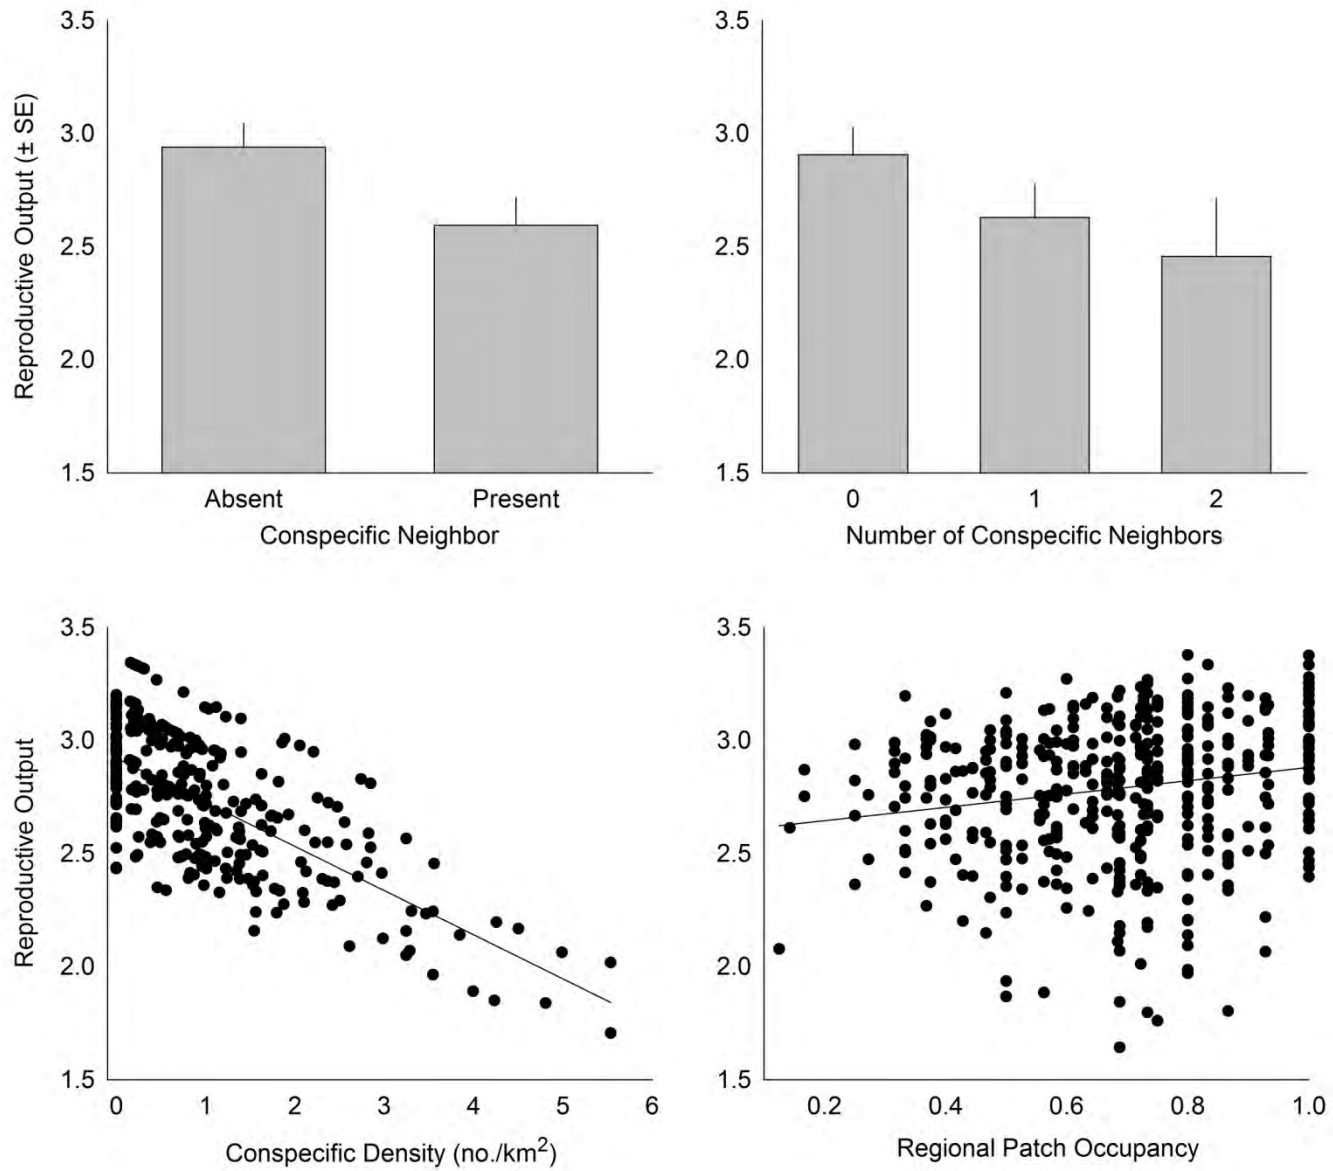 3.5
3.0
2.5
2.0
1.5
Reproductive Output (± SE)
Absent Present
Conspecific Neighbor
3.5
3.0
2.5
2.0
1.5
0 1 2
Number of Conspecific Neighbors
3.5
3.0
2.5
2.0
1.5
Reproductive Output
0 1 2 3 4 5 6
Conspecific Density (no./km²)
3.5
3.0
2.5
2.0
1.5
0.2 0.4 0.6 0.8 1.0
Regional Patch Occupancy